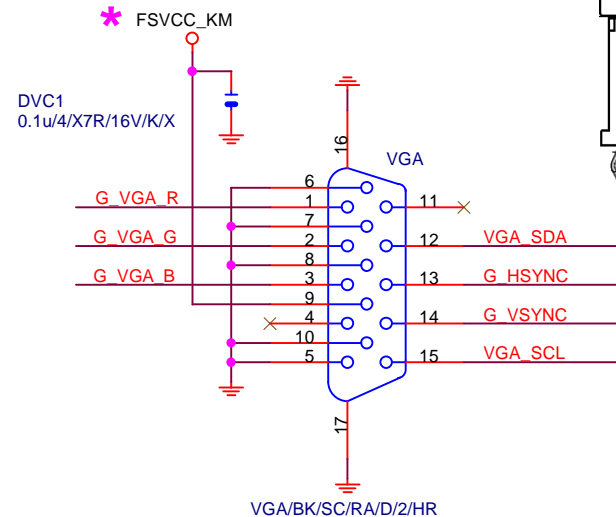 * FSVCC_KM
DVC1
0.1u/4/X7R/16V/K/X
16
VGA
6
G_VGA_R 1 11
7
G_VGA_G 2 12 VGA_SDA
8
G_VGA_B 3 13 G_HSYNC
9
4 14 G_VSYNC
10
5 15 VGA_SCL
17
VGA/BK/SC/RA/D/2/HR